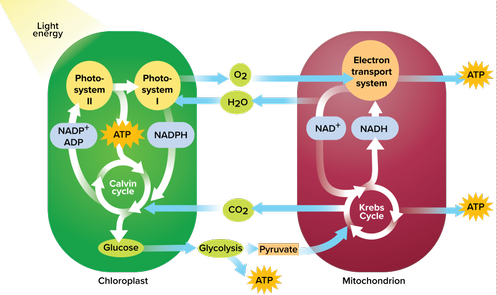 Light
energy
Photo-
system
II
Photo-
system
I
O2
H2O
Electron
transport
system
ATP
NADP+
ADP
ATP
NADPH
NAD+
NADH
Calvin
cycle
CO2
Krebs
Cycle
ATP
Glucose
Glycolysis
Pyruvate
ATP
Chloroplast
Mitochondrion